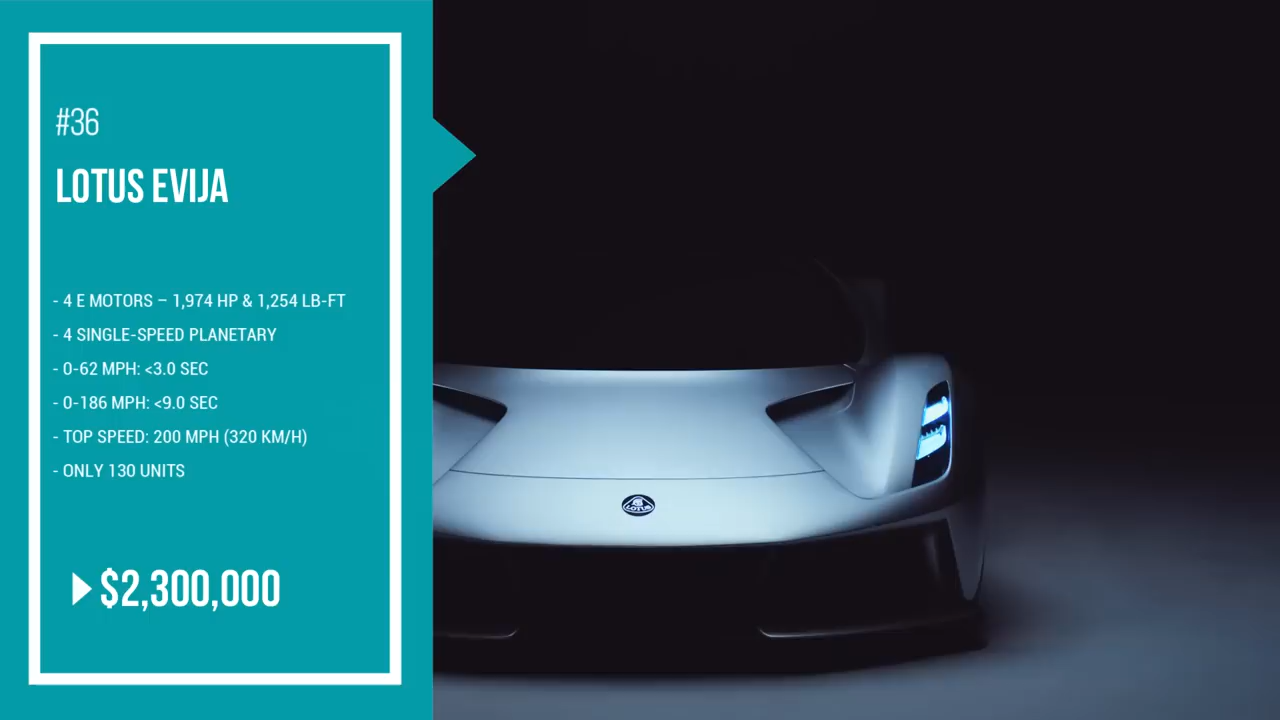 #36
LOTUS EVIJA
- 4 E MOTORS – 1,974 HP & 1,254 LB-FT
- 4 SINGLE-SPEED PLANETARY
- 0-62 MPH: <3.0 SEC
- 0-186 MPH: <9.0 SEC
- TOP SPEED: 200 MPH (320 KM/H)
- ONLY 130 UNITS
$2,300,000
LOTUS